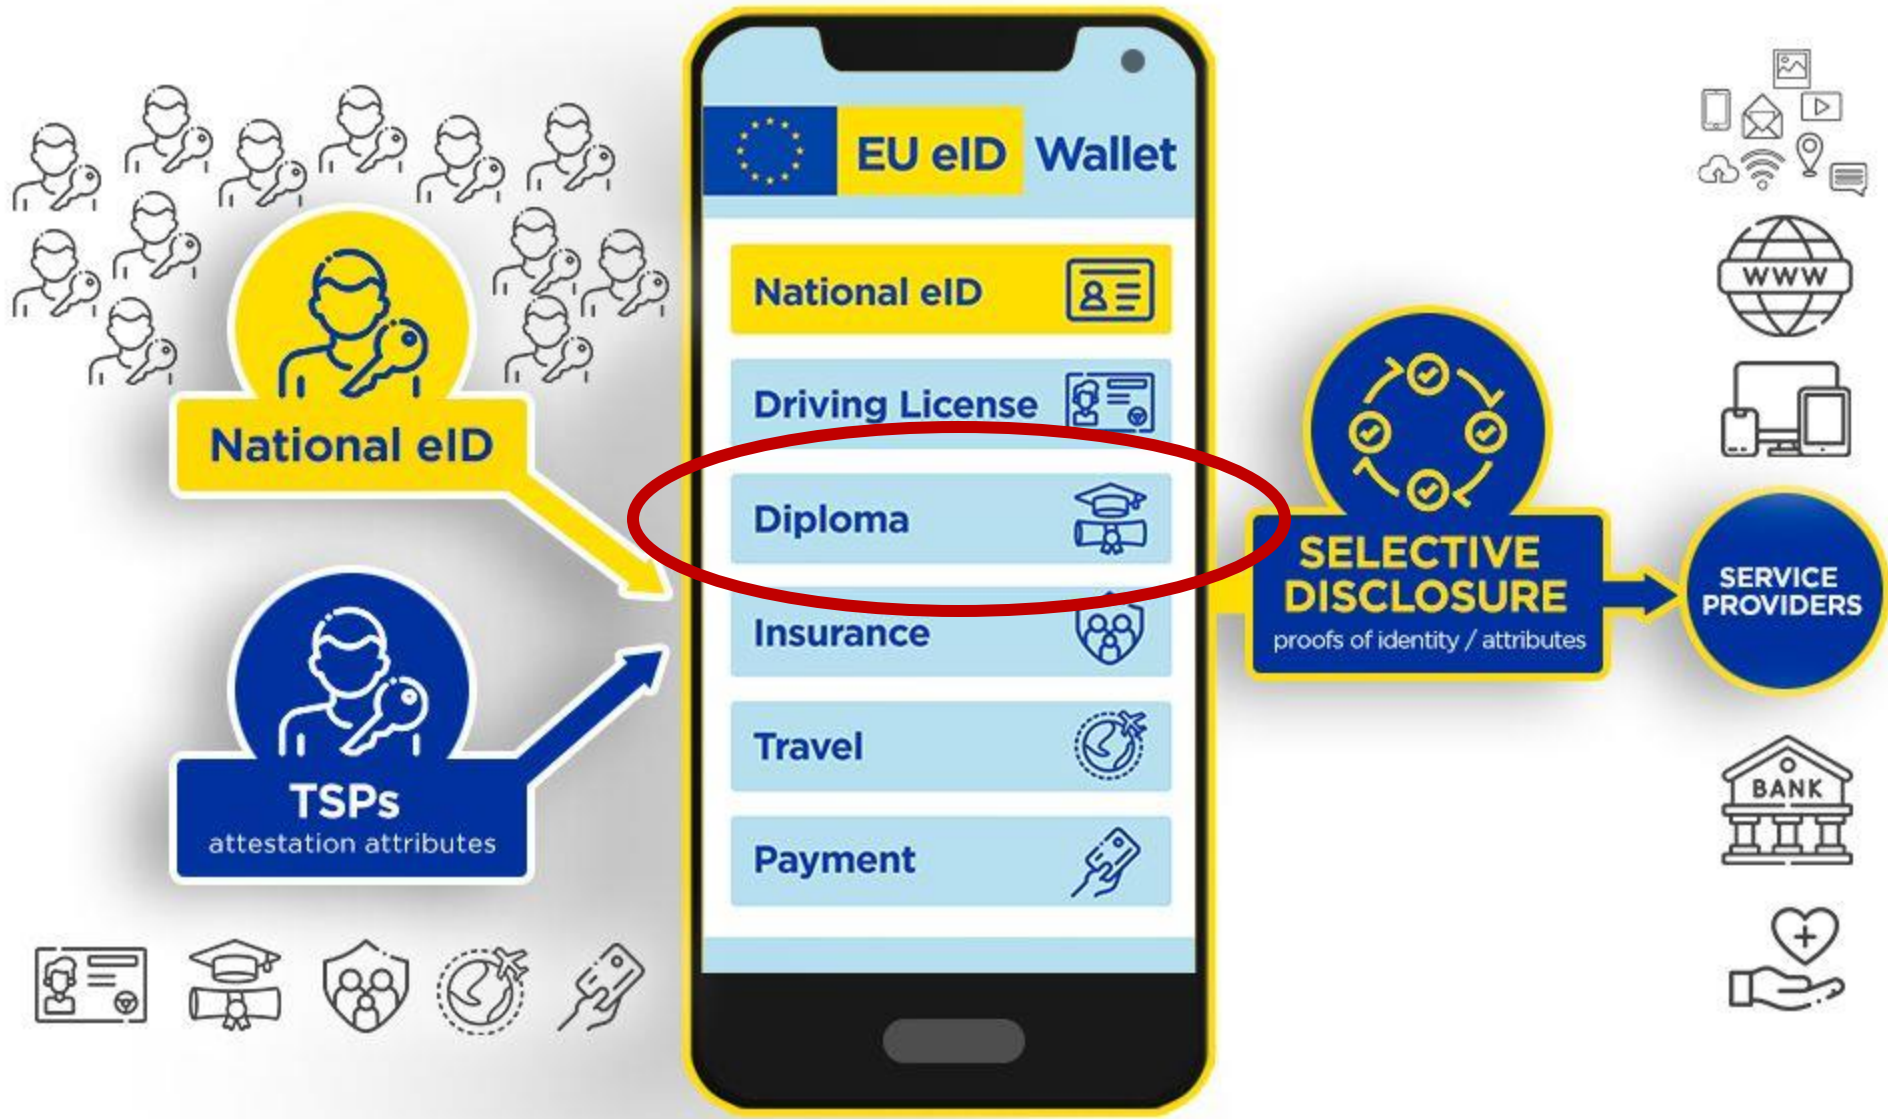 National eID
TSPs
attestation attributes
EU eID Wallet
National eID
Driving License
Diploma
Insurance
Travel
Payment
SELECTIVE
DISCLOSURE
proofs of identity / attributes
WWW
SERVICE
PROVIDERS
BANK